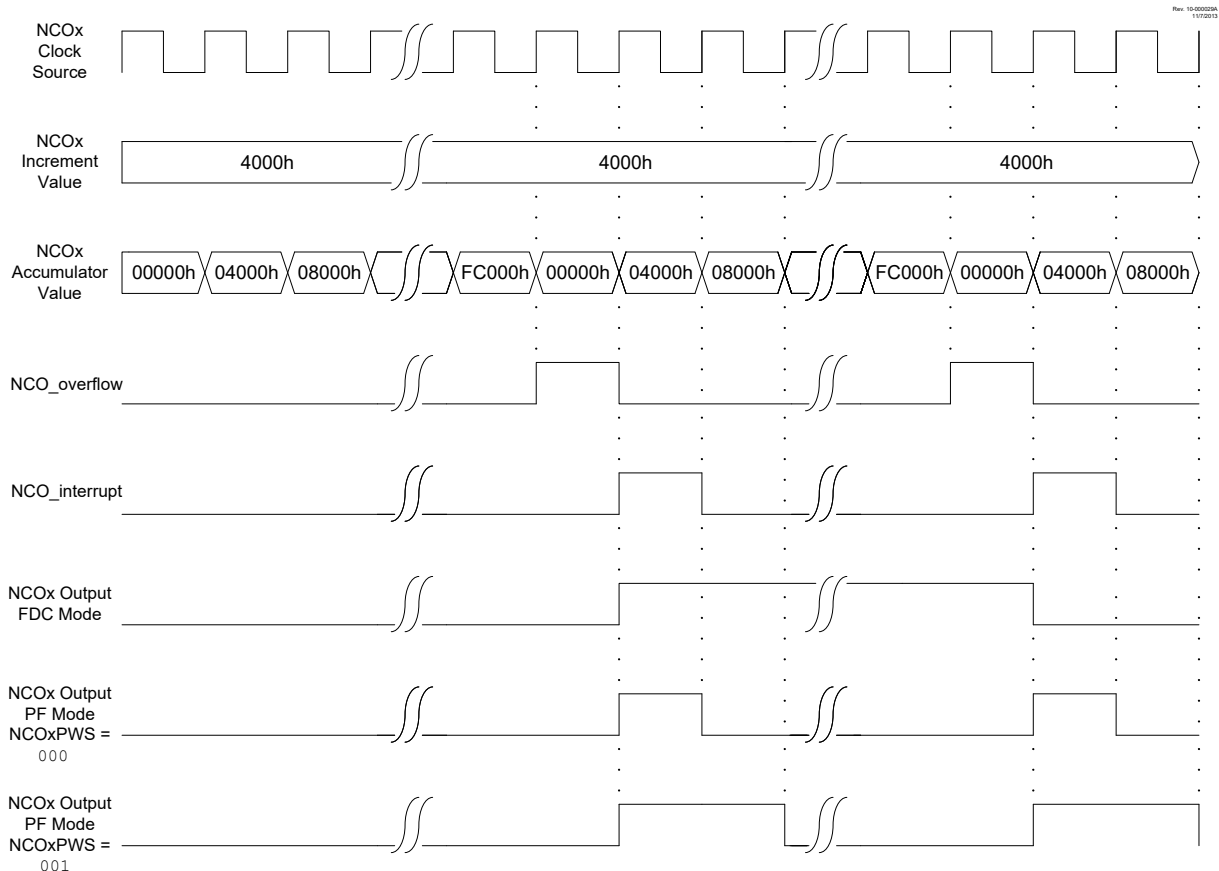 Rev. 10-000029A
11/7/2013
NCOx
Clock
Source
NCOx
Increment
Value
4000h
4000h
4000h
NCOx
Accumulator
Value
00000h
04000h
08000h
FC000h
00000h
04000h
08000h
FC000h
00000h
04000h
08000h
NCO_overflow
NCO_interrupt
NCOx Output
FDC Mode
NCOx Output
PF Mode
NCOxPWS =
000
NCOx Output
PF Mode
NCOxPWS =
001